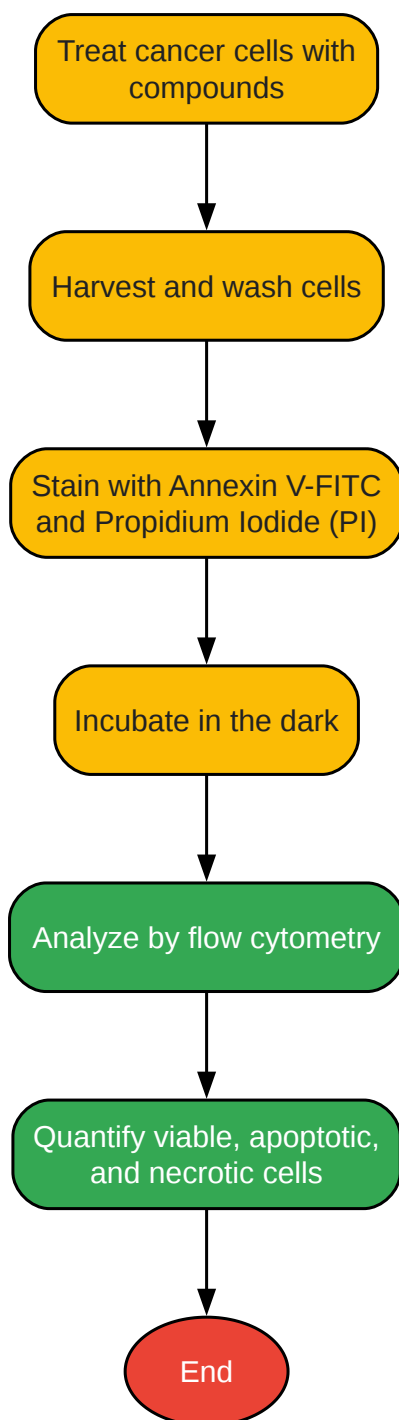 Treat cancer cells with
compounds
Harvest and wash cells
Stain with Annexin V-FITC
and Propidium Iodide (PI)
Incubate in the dark
Analyze by flow cytometry
Quantify viable, apoptotic,
and necrotic cells
End